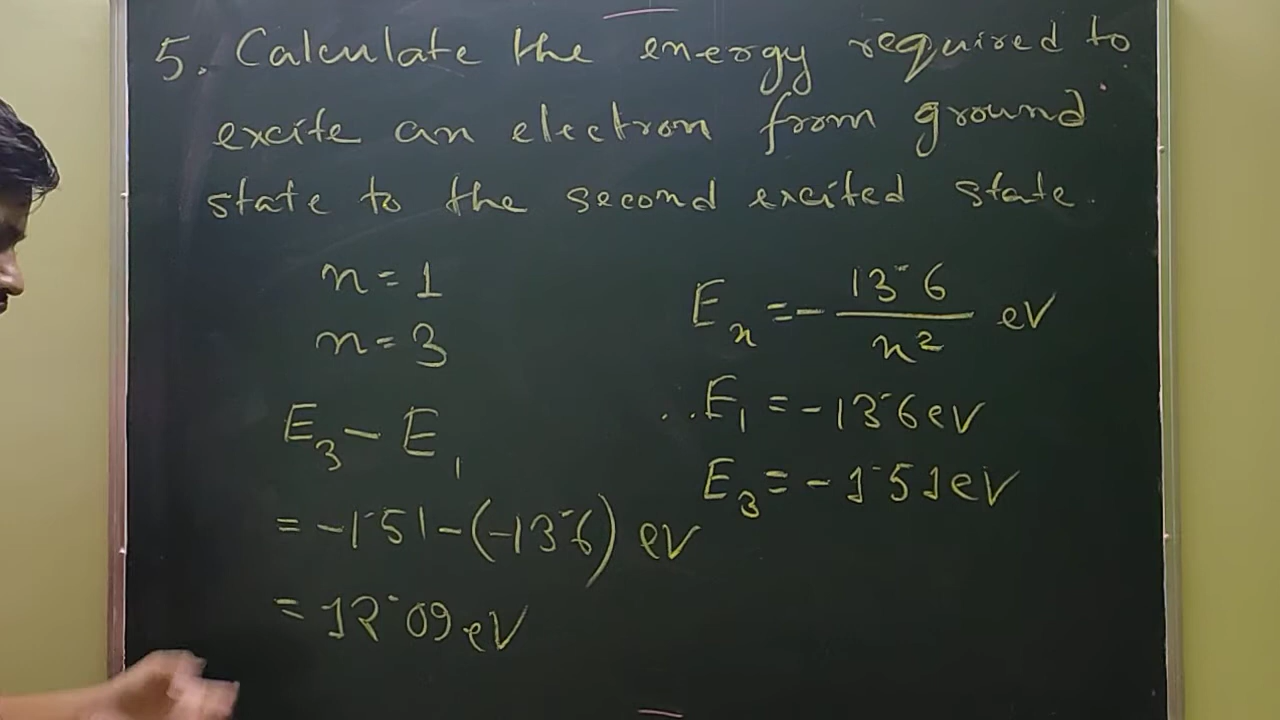 5. Calculate the energy required to
excite an electron from ground
state to the second excited state.
n = 1
n = 3
E₃ - E₁
= -1·51 - (-13·6) eV
= 12·09 eV
Eₙ = - 13·6 / n² eV
∴ E₁ = -13·6 eV
E₃ = -1·51 eV